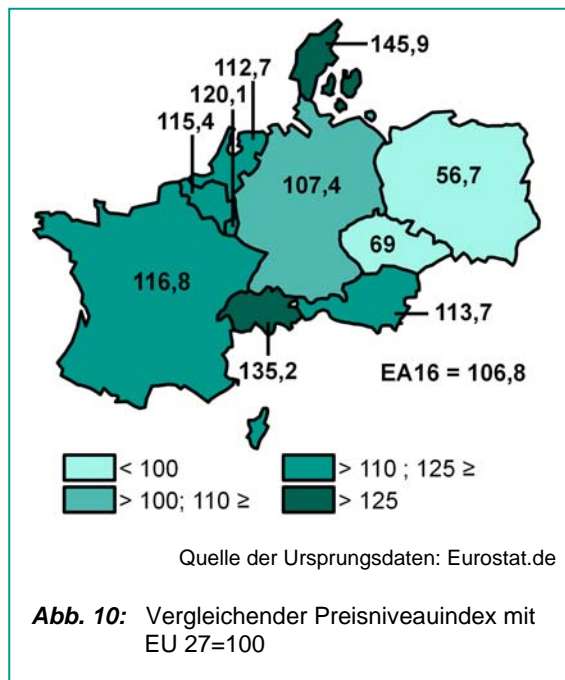 145,9
112,7
120,1
115,4
107,4
56,7
69
116,8
113,7
135,2
EA16 = 106,8
< 100
> 110 ; 125 ≥
> 100; 110 ≥
> 125
Quelle der Ursprungsdaten: Eurostat.de
Abb. 10: Vergleichender Preisniveauindex mit
EU 27=100